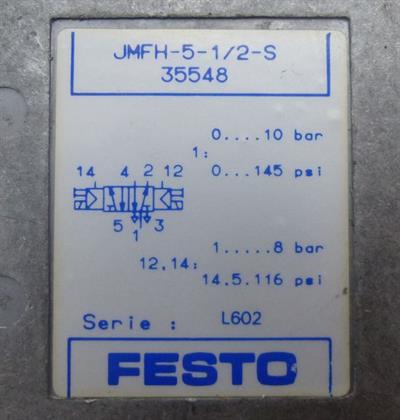 JMFH-5-1/2-S
35548
0....10 bar
1:
0...145 psi
14 4 2 12
5 1 3
1.....8 bar
12,14:
14.5.116 psi
Serie : L602
FESTO